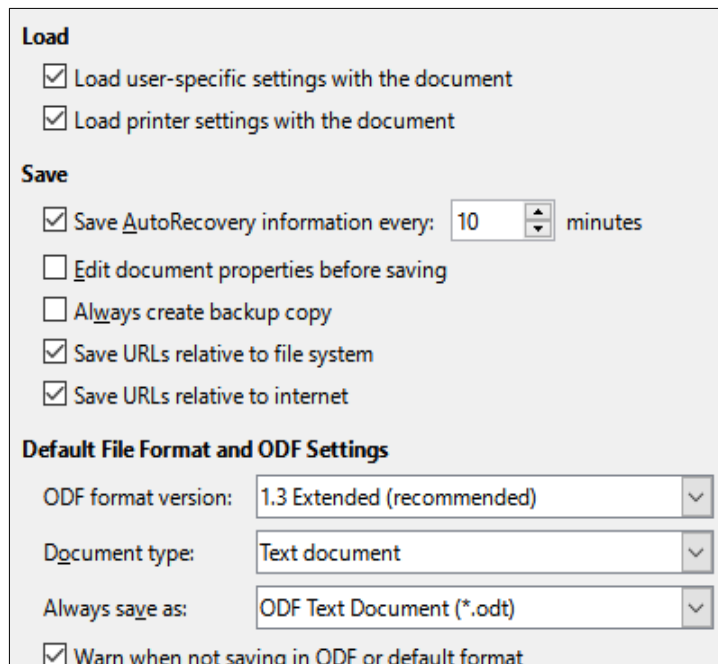 Load
Load user-specific settings with the document
Load printer settings with the document
Save
Save AutoRecovery information every: 10 minutes
Edit document properties before saving
Always create backup copy
Save URLs relative to file system
Save URLs relative to internet
Default File Format and ODF Settings
ODF format version: 1.3 Extended (recommended)
Document type: Text document
Always save as: ODF Text Document (*.odt)
Warn when not saving in ODF or default format